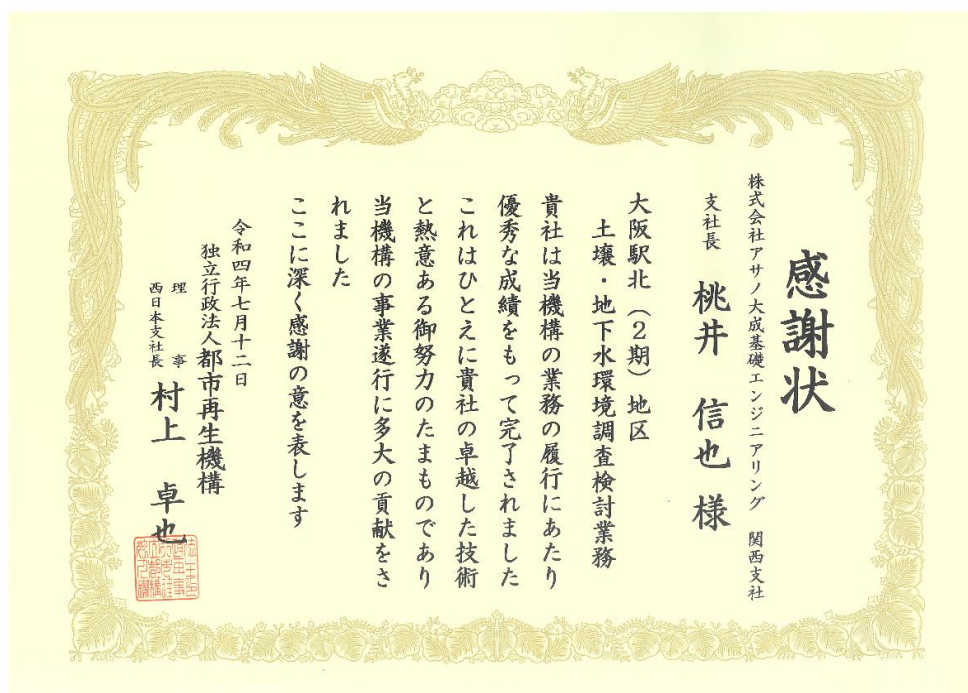 感謝状
株式会社アサノ大成基礎エンジニアリング 関西支社
支社長 桃井 信也 様
大阪駅北（2期）地区
土壌・地下水環境調査検討業務
貴社は当機構の業務の履行にあたり
優秀な成績をもって完了されました
これはひとえに貴社の卓越した技術
と熱意ある御努力のたまものであり
当機構の事業遂行に多大の貢献をさ
れました
ここに深く感謝の意を表します
令和四年七月十二日
独立行政法人都市再生機構
理事
西日本支社長
村上 卓也